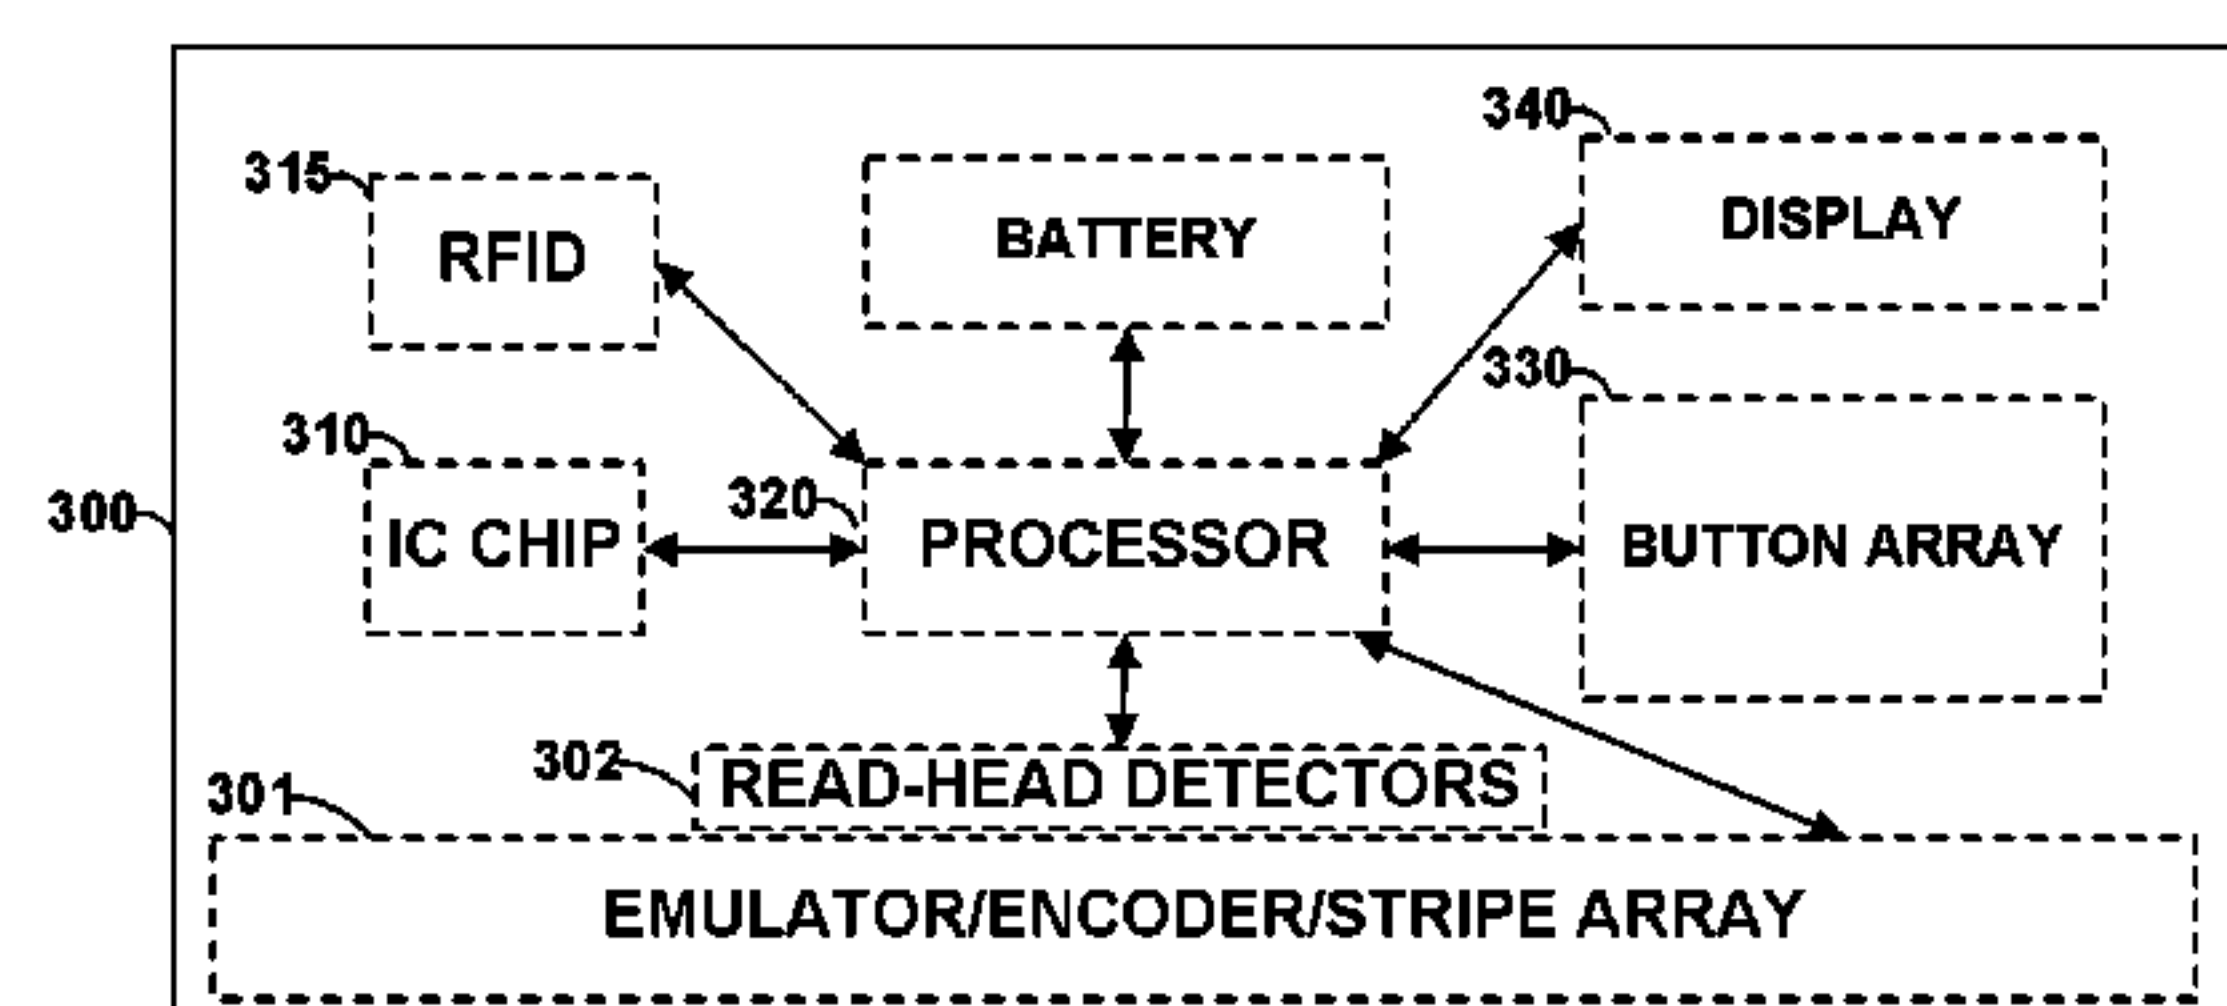 340
315
RFID
BATTERY
DISPLAY
330
310
300
IC CHIP
320
PROCESSOR
BUTTON ARRAY
302
READ-HEAD DETECTORS
301
EMULATOR/ENCODER/STRIPE ARRAY